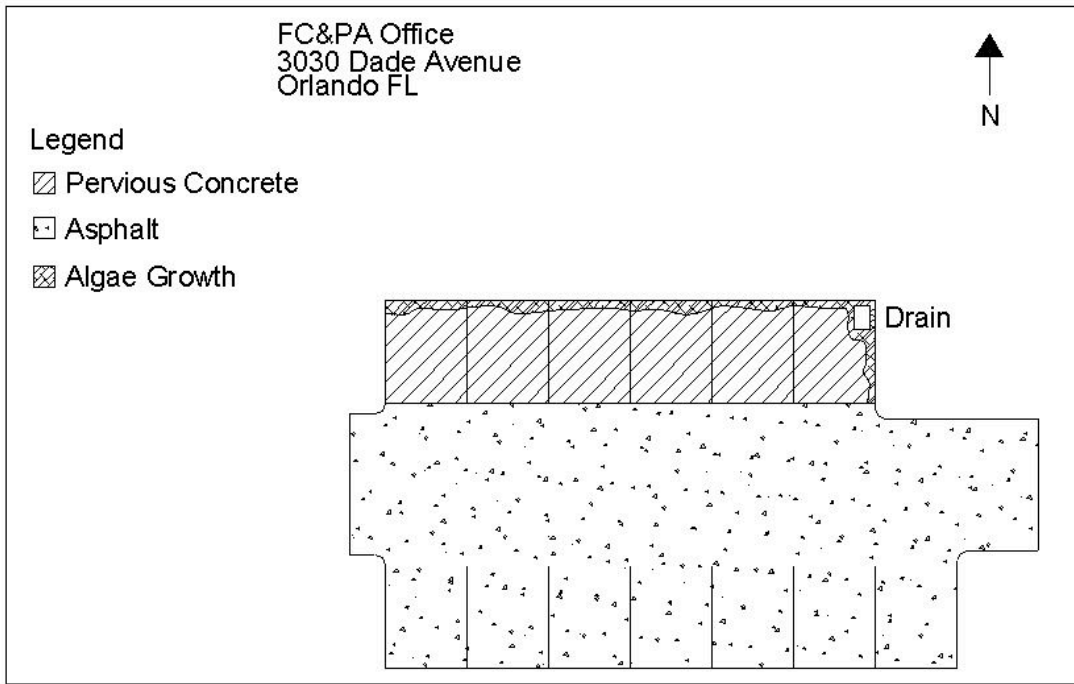 FC&PA Office
3030 Dade Avenue
Orlando FL
N
Legend
Pervious Concrete
Asphalt
Algae Growth
Drain